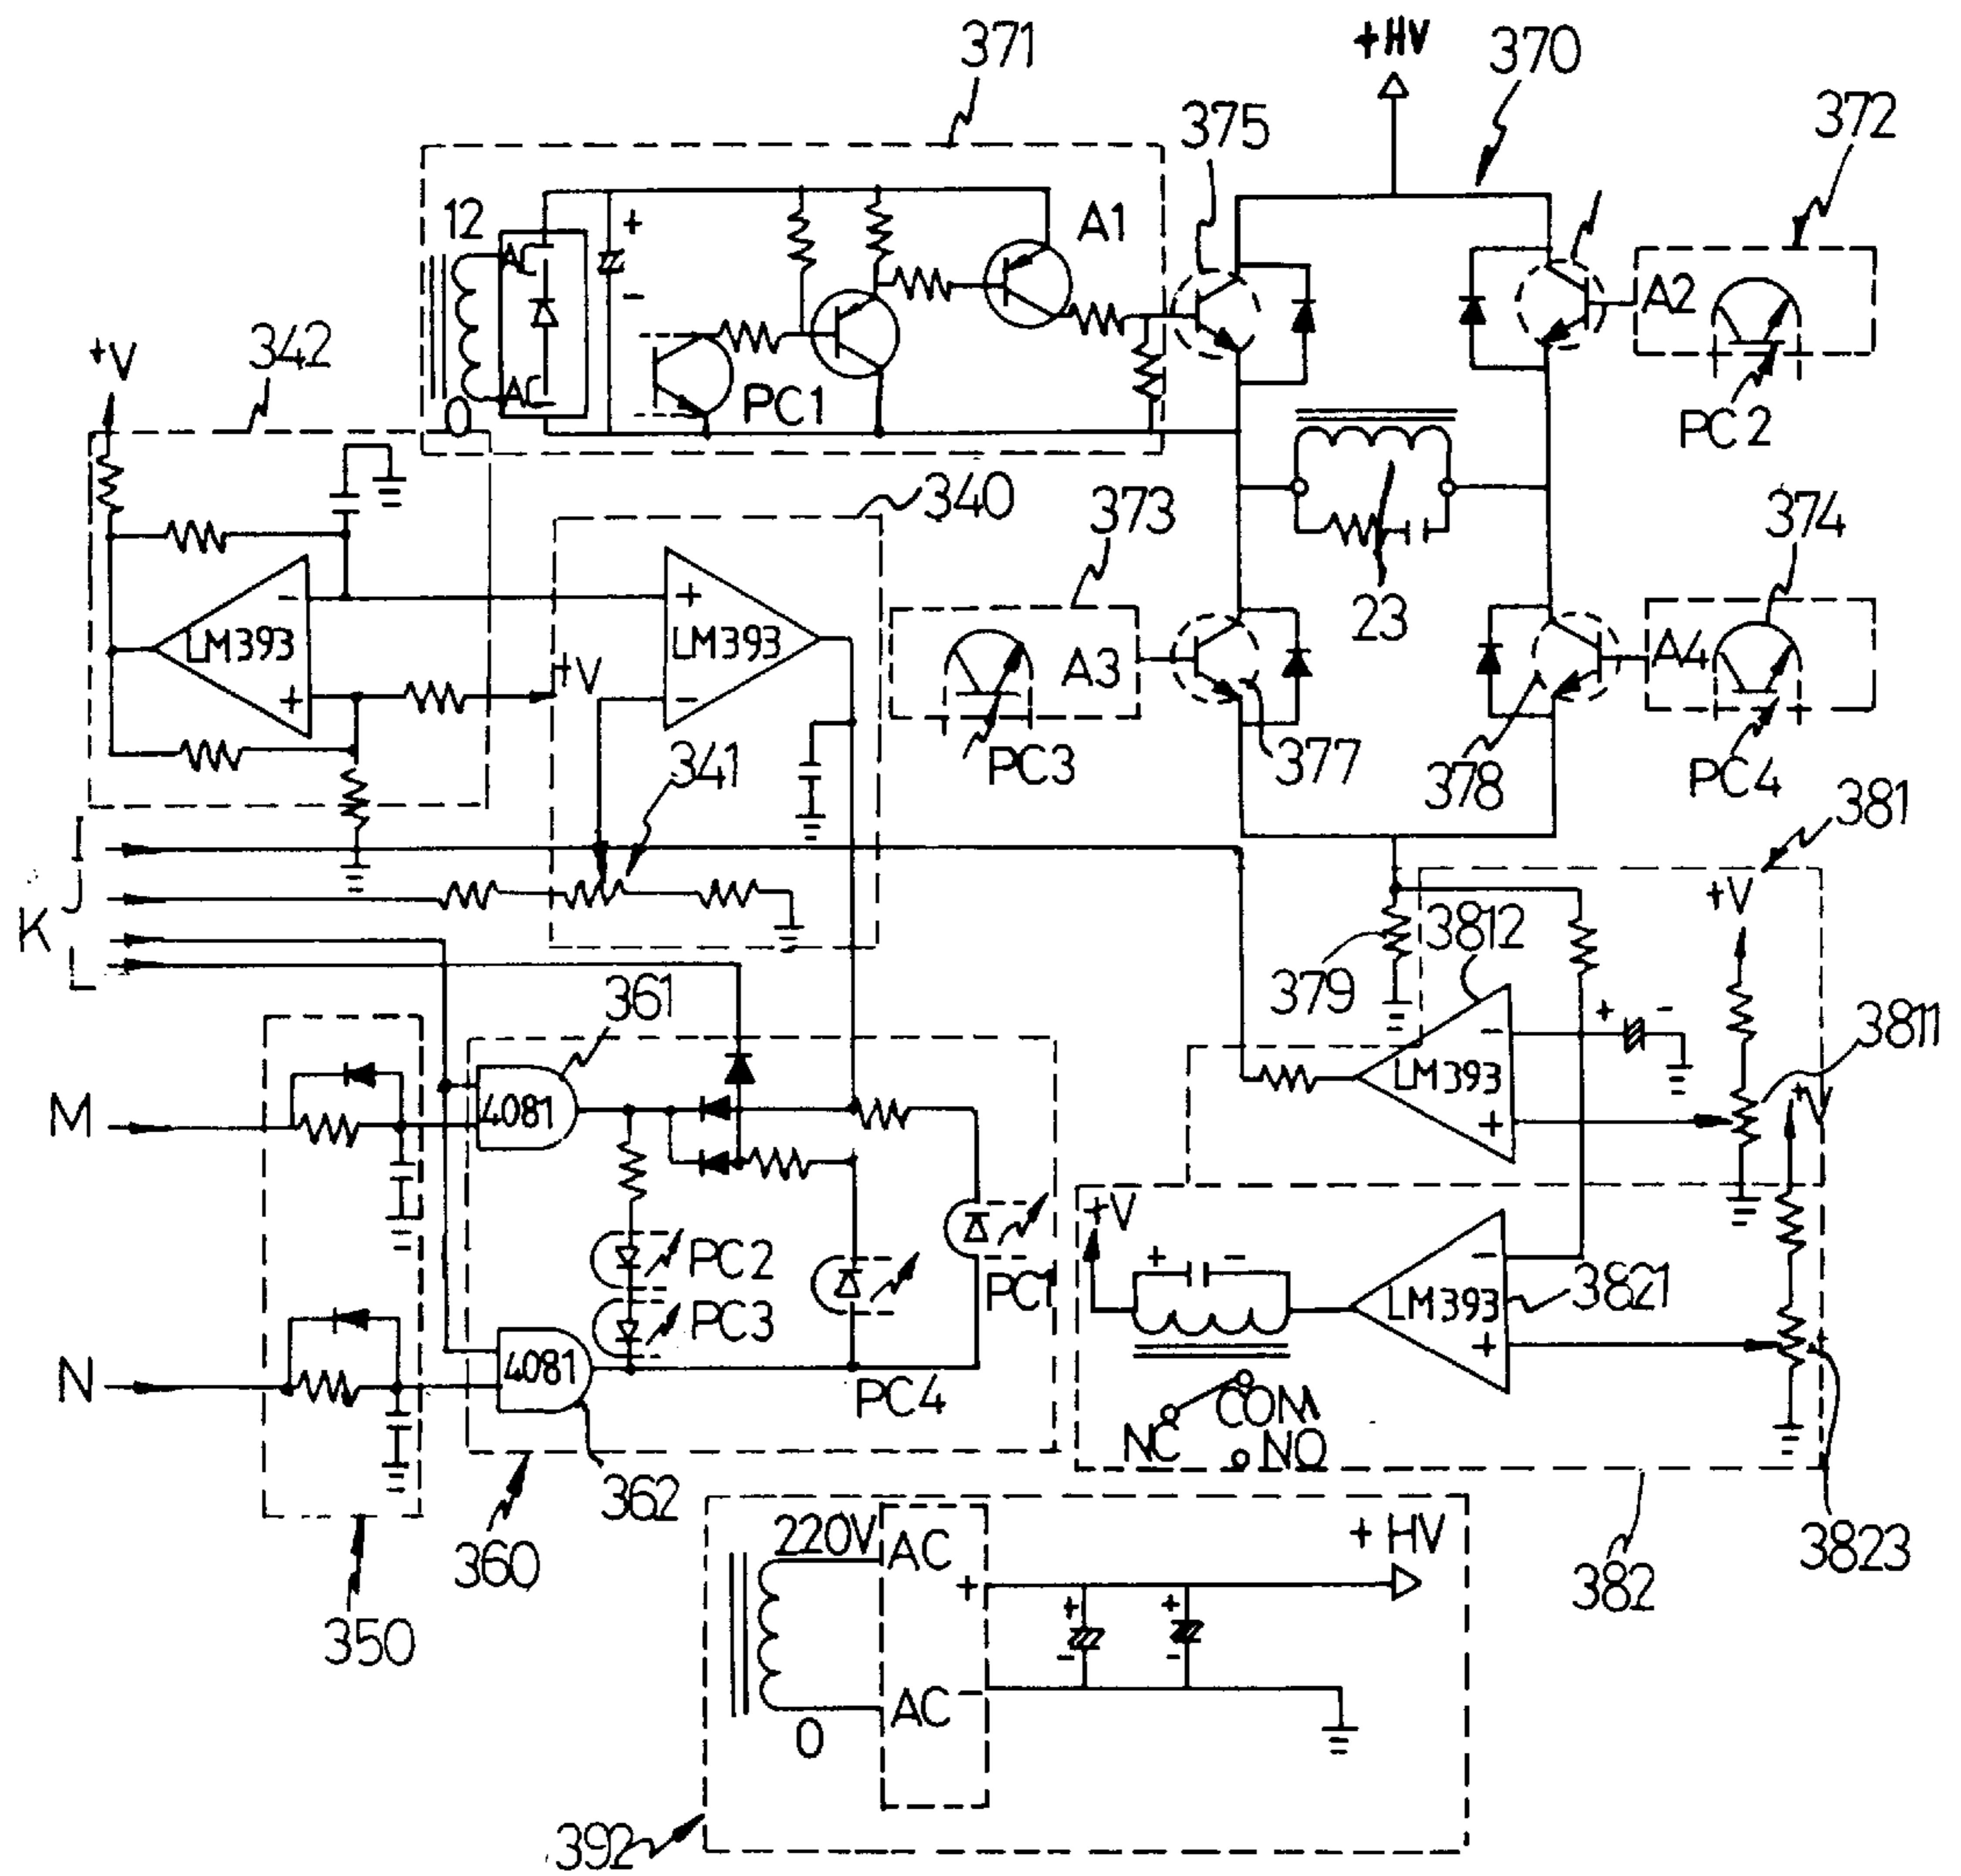 371
+HV
370
372
375
12
+
A1
A2
-
342
+V
PC1
0
PC2
340
373
374
-
+
LM393
LM393
+V
A3
A4
23
+
-
341
PC3
377
378
PC4
381
I
J
K
L
+V
3812
379
361
+ -
3811
-
LM393
+V
M
4081
+
+V
PC2
+ -
-
PC1
LM393
3821
PC3
+
N
4081
PC4
COM
NC
NO
362
220V
AC
+ HV
3823
360
+
382
350
+
+
-
-
AC
-
0
392